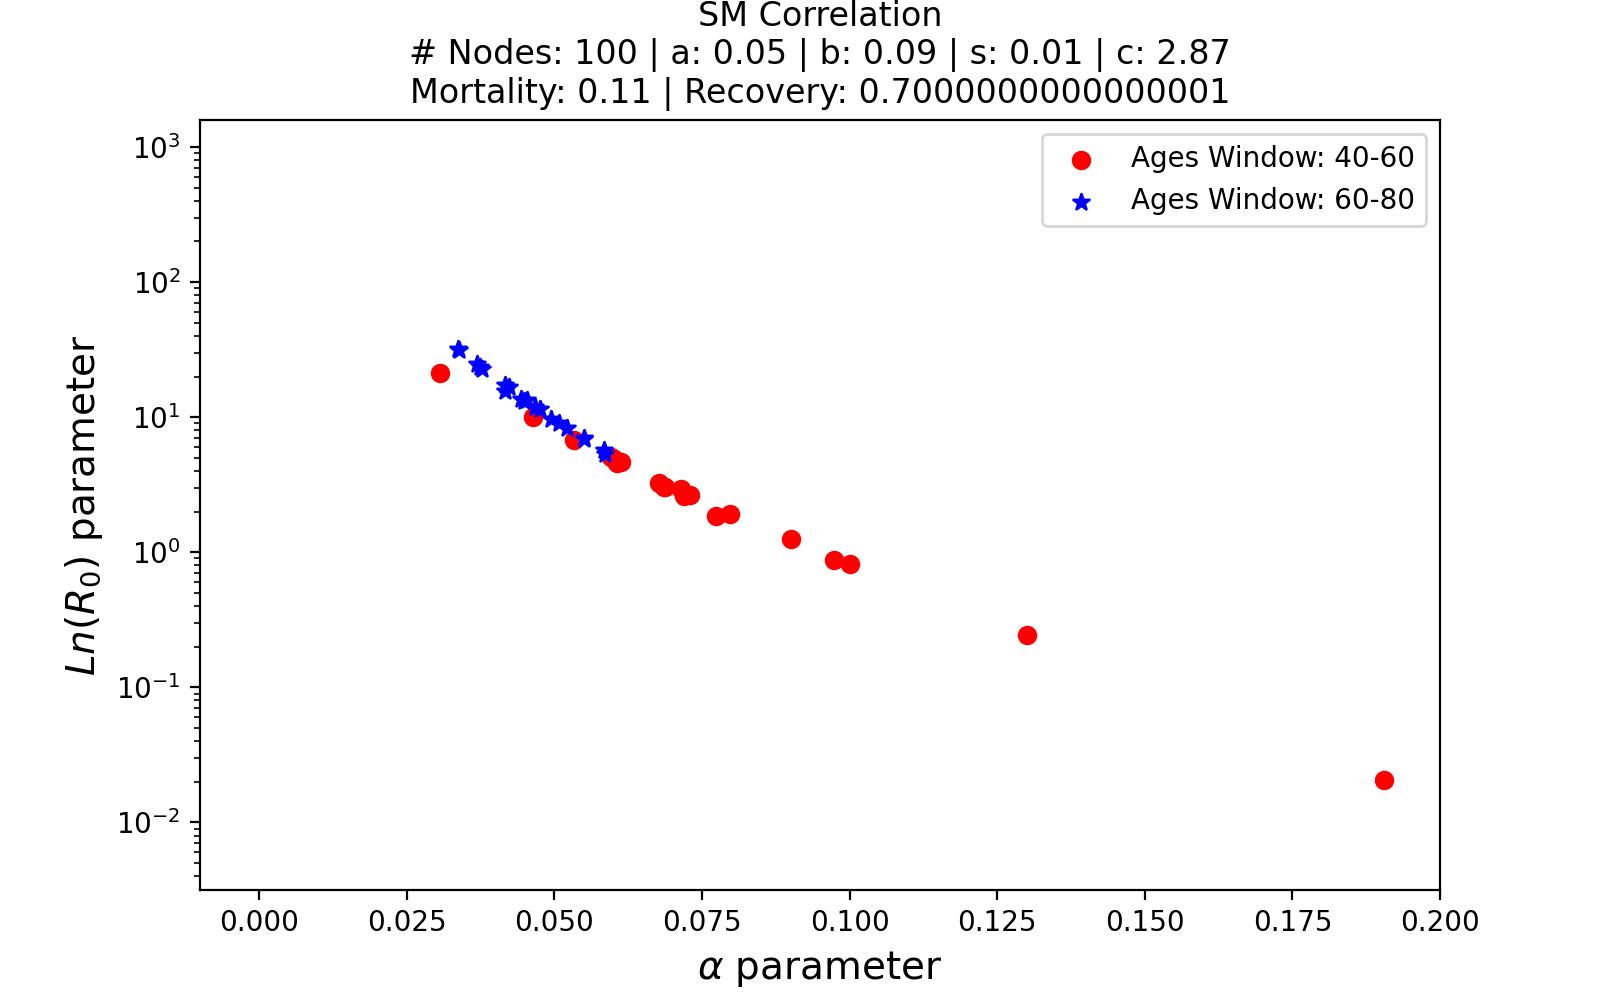 SM Correlation
# Nodes: 100 | a: 0.05 | b: 0.09 | s: 0.01 | c: 2.87
Mortality: 0.11 | Recovery: 0.7000000000000001
Ages Window: 40-60
Ages Window: 60-80
10³
10²
10¹
10⁰
10⁻¹
10⁻²
Ln(R₀) parameter
0.000 0.025 0.050 0.075 0.100 0.125 0.150 0.175 0.200
α parameter